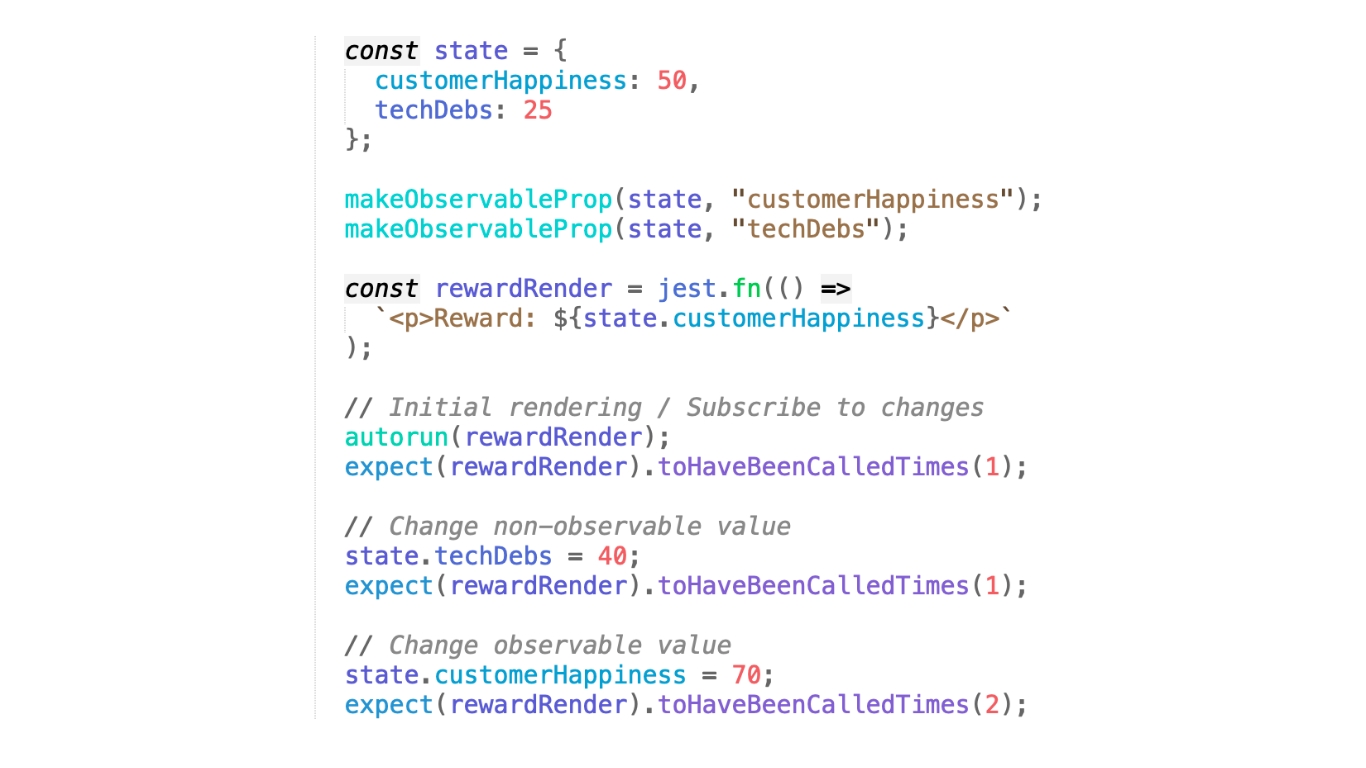 const state = {
  customerHappiness: 50,
  techDebs: 25
};

makeObservableProp(state, "customerHappiness");
makeObservableProp(state, "techDebs");

const rewardRender = jest.fn(() =>
  `<p>Reward: ${state.customerHappiness}</p>`
);

// Initial rendering / Subscribe to changes
autorun(rewardRender);
expect(rewardRender).toHaveBeenCalledTimes(1);

// Change non-observable value
state.techDebs = 40;
expect(rewardRender).toHaveBeenCalledTimes(1);

// Change observable value
state.customerHappiness = 70;
expect(rewardRender).toHaveBeenCalledTimes(2);